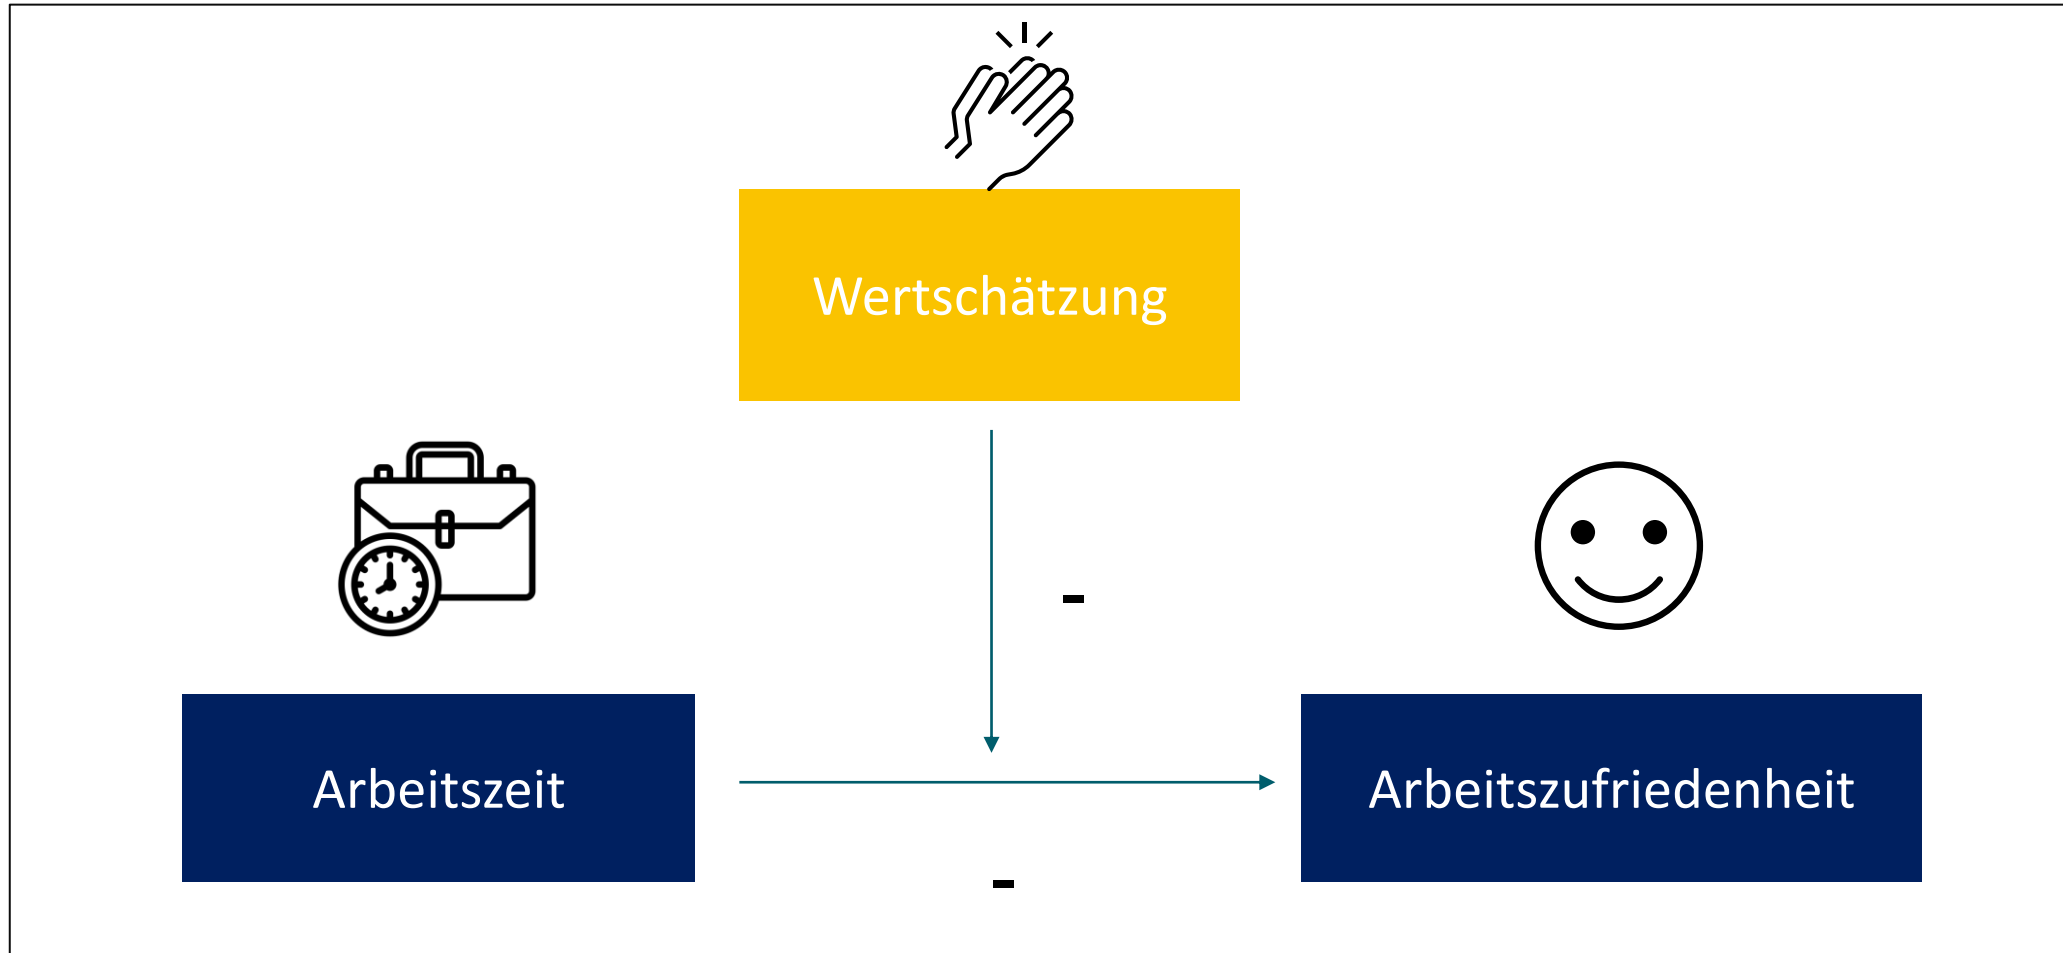 Wertschätzung
-
Arbeitszeit
Arbeitszufriedenheit
-